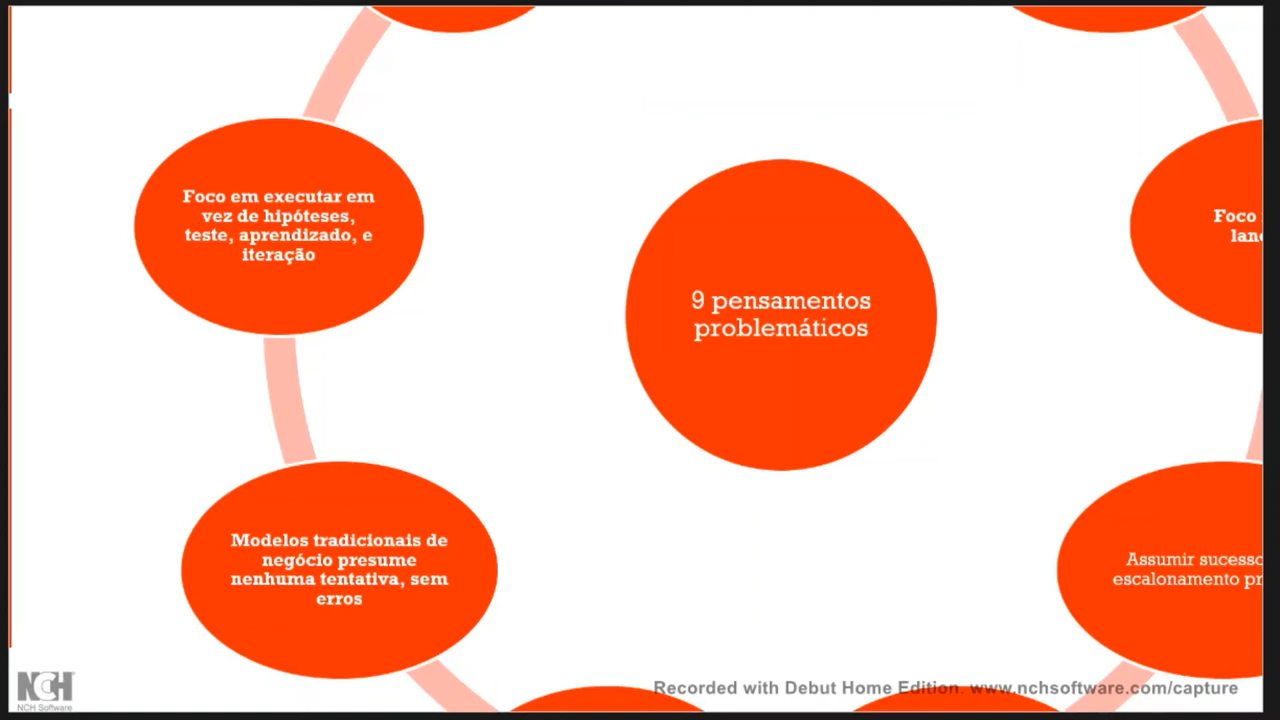 Foco em executar em
vez de hipóteses,
teste, aprendizado, e
iteração
9 pensamentos
problemáticos
Foco
Modelos tradicionais de
negócio presume
nenhuma tentativa, sem
erros
Assumir sucesso
escalonamento
NCH
NCH Software
Recorded with Debut Home Edition. www.nchsoftware.com/capture